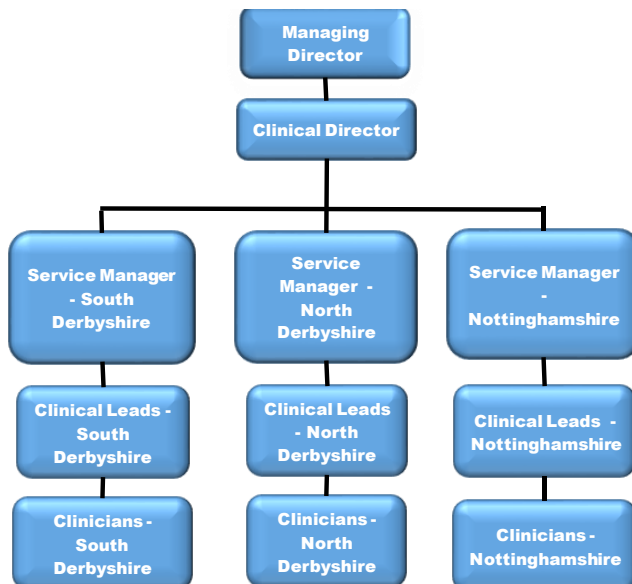 Managing
Director
Clinical Director
Service Manager
- South
Derbyshire
Service
Manager -
North
Derbyshire
Service Manager
-
Nottinghamshire
Clinical Leads -
South
Derbyshire
Clinical Leads
- North
Derbyshire
Clinical Leads -
Nottinghamshire
Clinicians -
South
Derbyshire
Clinicians -
North
Derbyshire
Clinicians -
Nottinghamshire